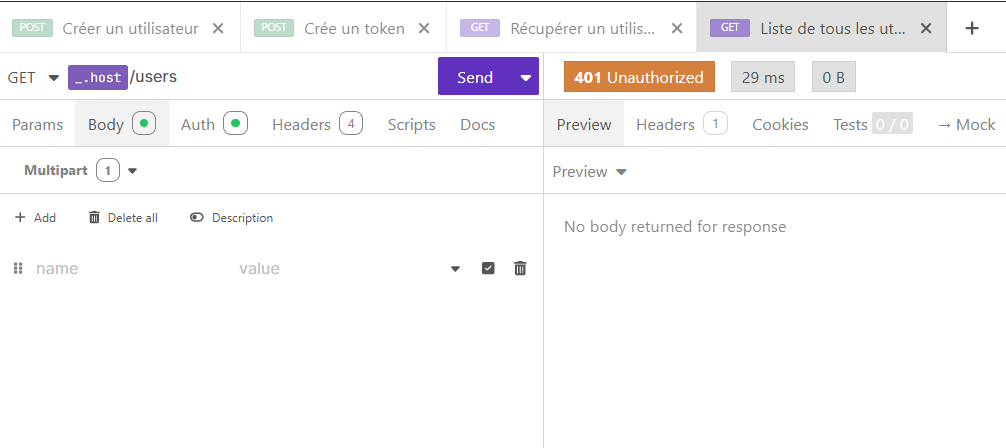 POST Créer un utilisateur POST Crée un token GET Récupérer un utilis... GET Liste de tous les ut...
GET _.host /users Send 401 Unauthorized 29 ms 0 B
Params Body Auth Headers 4 Scripts Docs Preview Headers 1 Cookies Tests 0 / 0 → Mock
Multipart 1 Preview
+ Add Delete all Description No body returned for response
name value